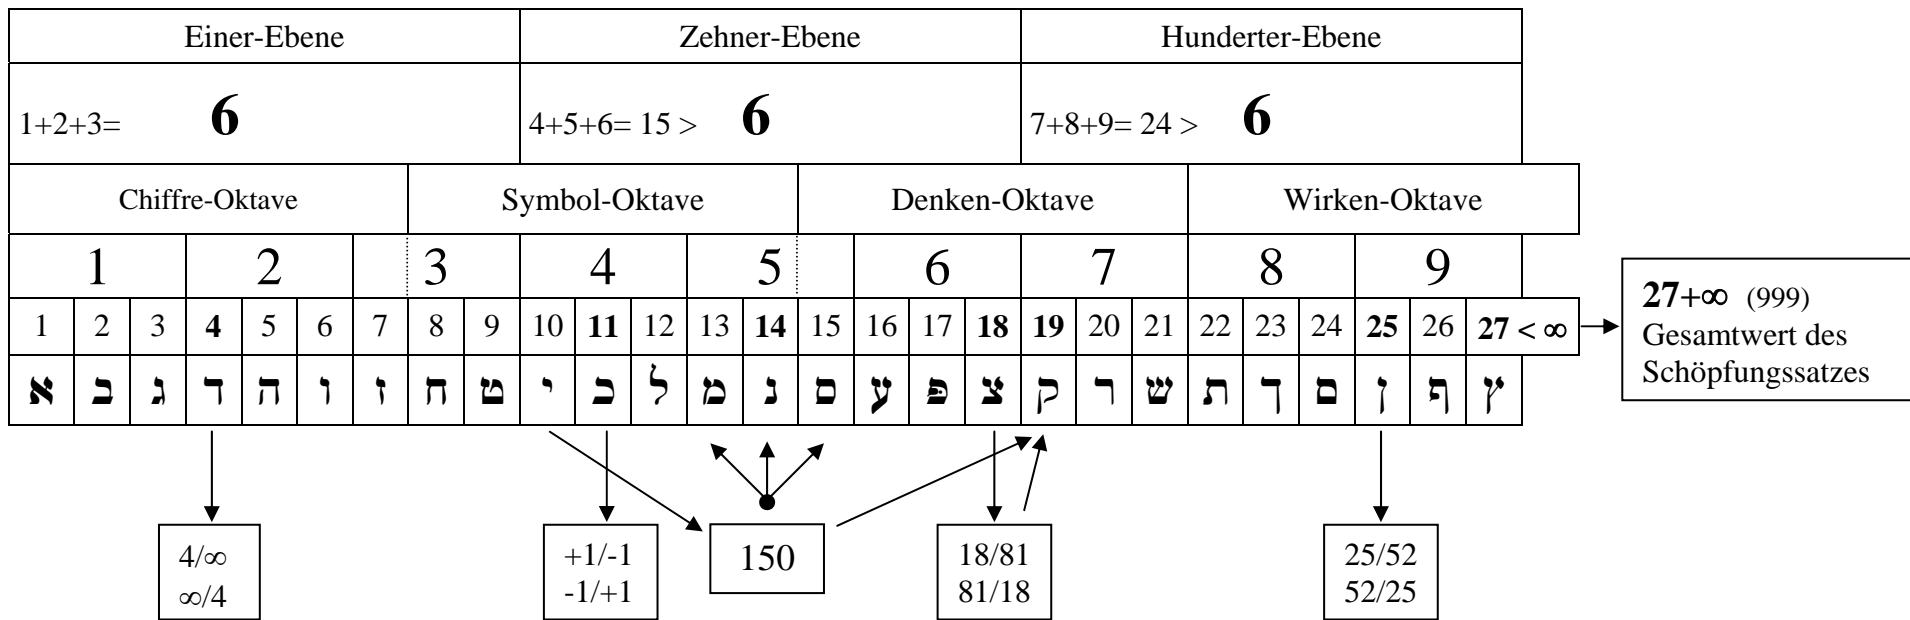 Einer-Ebene Zehner-Ebene Hunderter-Ebene
1+2+3= 6 4+5+6= 15 > 6 7+8+9= 24 > 6
Chiffre-Oktave Symbol-Oktave Denken-Oktave Wirken-Oktave
1 2 3 4 5 6 7 8 9
1 2 3 4 5 6 7 8 9 10 11 12 13 14 15 16 17 18 19 20 21 22 23 24 25 26 27 < ∞
א ב ג ד ה ו ז ח ט י כ ל מ נ ס ע פ צ ק ר ש ת ך ם ן ף ץ
27+∞ (999)
Gesamtwert des
Schöpfungssatzes
4/∞
∞/4
+1/-1
-1/+1
150
18/81
81/18
25/52
52/25